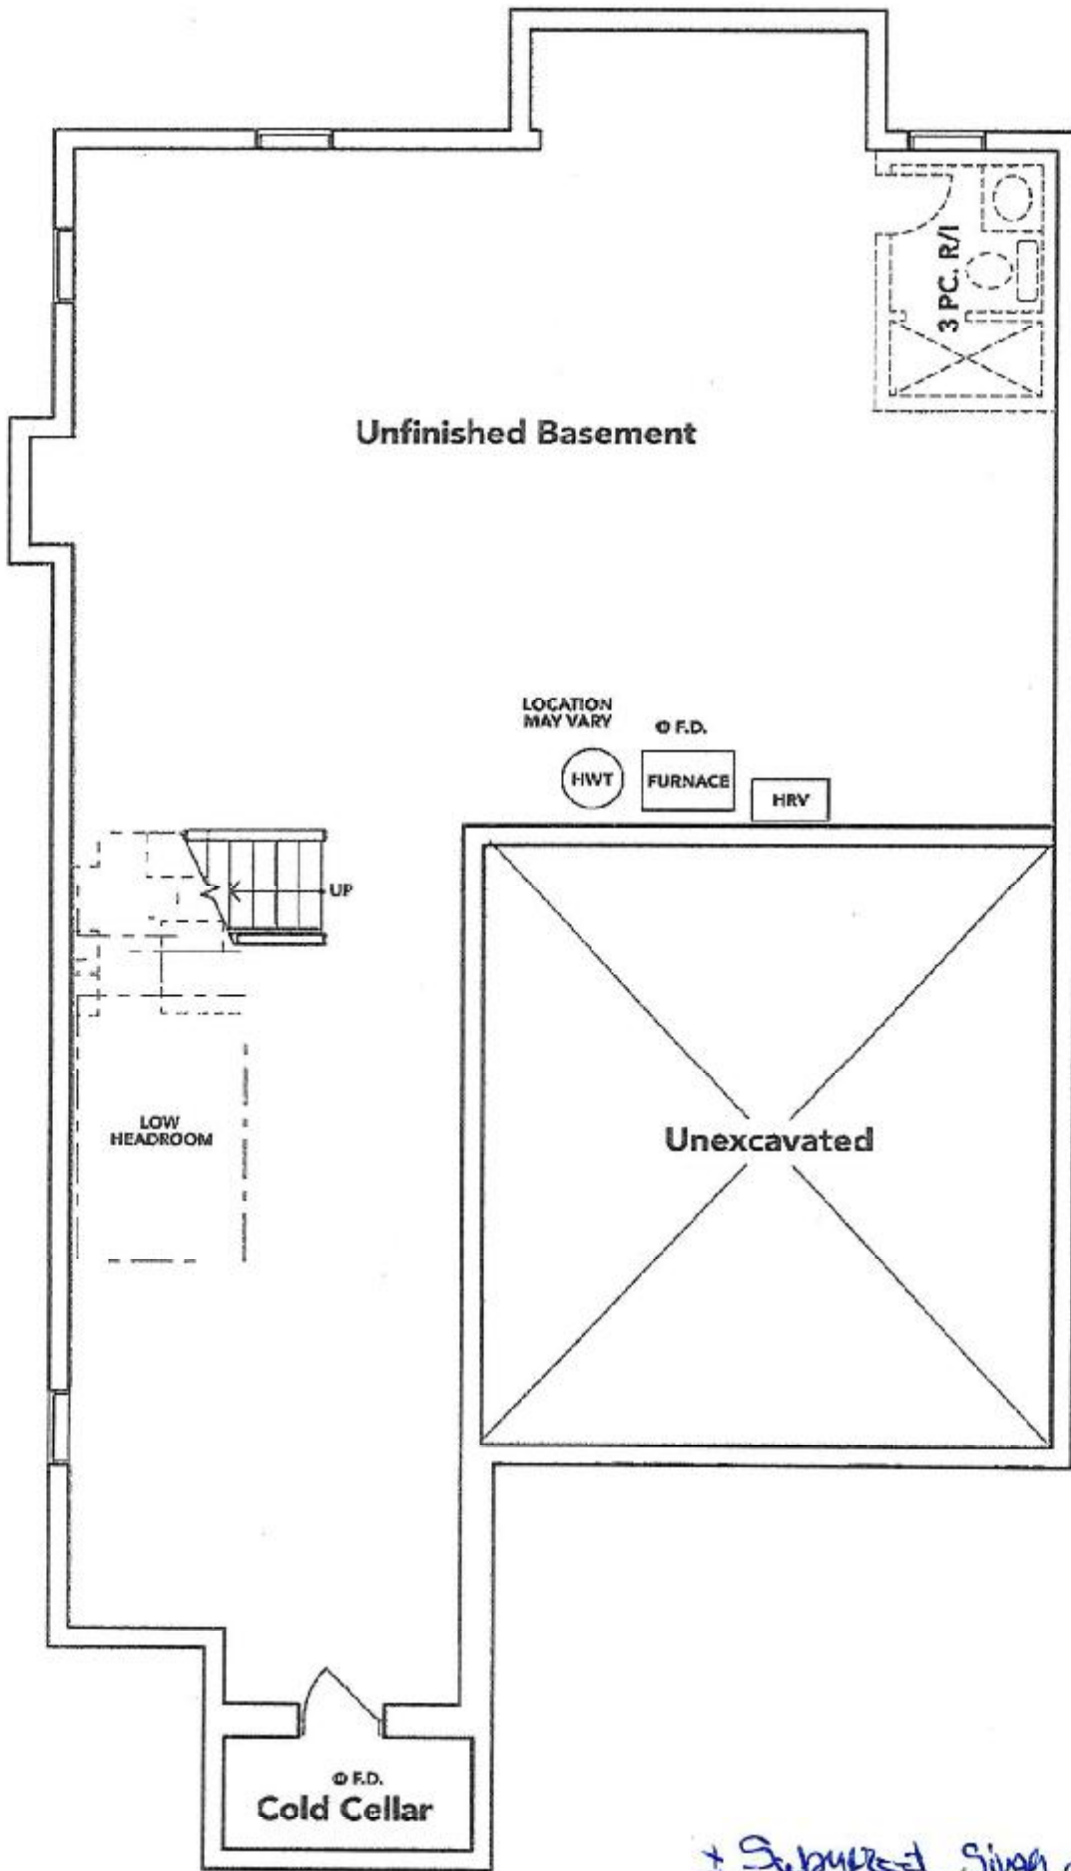 3 PC. R/I
Unfinished Basement
LOCATION
MAY VARY
F.D.
HWT
FURNACE
HRV
UP
LOW
HEADROOM
Unexcavated
F.D.
Cold Cellar